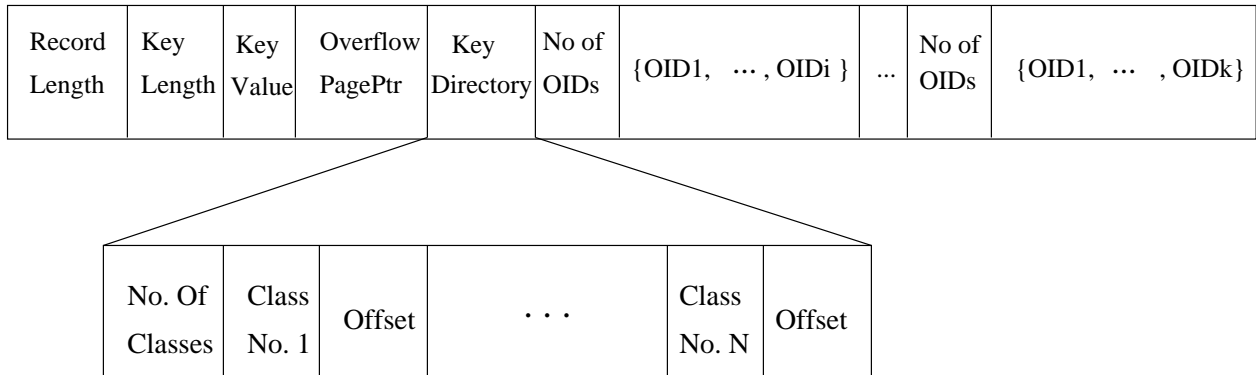 Record Length
Key Length
Key Value
Overflow PagePtr
Key Directory
No of OIDs
{OID1, ··· , OIDi }
...
No of OIDs
{OID1, ··· , OIDk}
No. Of Classes
Class No. 1
Offset
· · ·
Class No. N
Offset